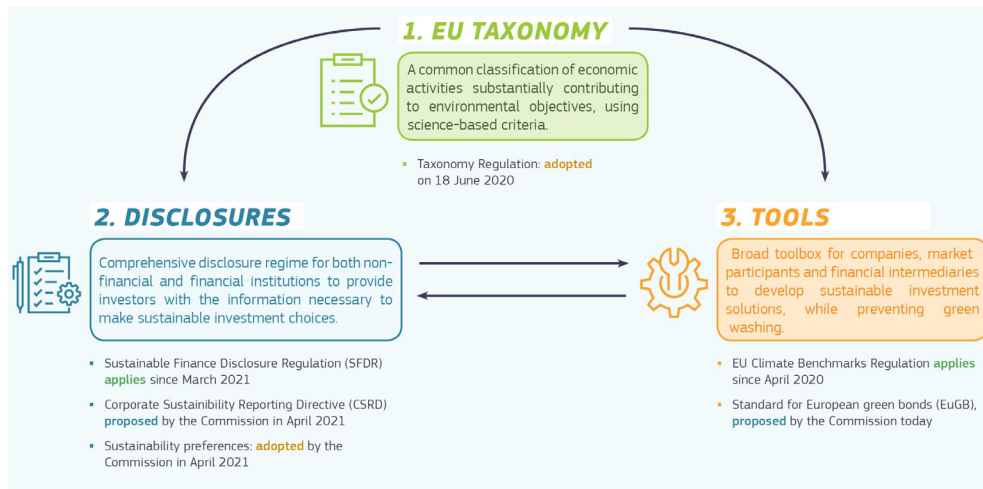 1. EU TAXONOMY
A common classification of economic
activities substantially contributing
to environmental objectives, using
science-based criteria.
▪ Taxonomy Regulation: adopted
on 18 June 2020
2. DISCLOSURES
Comprehensive disclosure regime for both non-
financial and financial institutions to provide
investors with the information necessary to
make sustainable investment choices.
▪ Sustainable Finance Disclosure Regulation (SFDR)
applies since March 2021
▪ Corporate Sustainibility Reporting Directive (CSRD)
proposed by the Commission in April 2021
▪ Sustainability preferences: adopted by the
Commission in April 2021
3. TOOLS
Broad toolbox for companies, market
participants and financial intermediaries
to develop sustainable investment
solutions, while preventing green
washing.
▪ EU Climate Benchmarks Regulation applies
since April 2020
▪ Standard for European green bonds (EuGB),
proposed by the Commission today